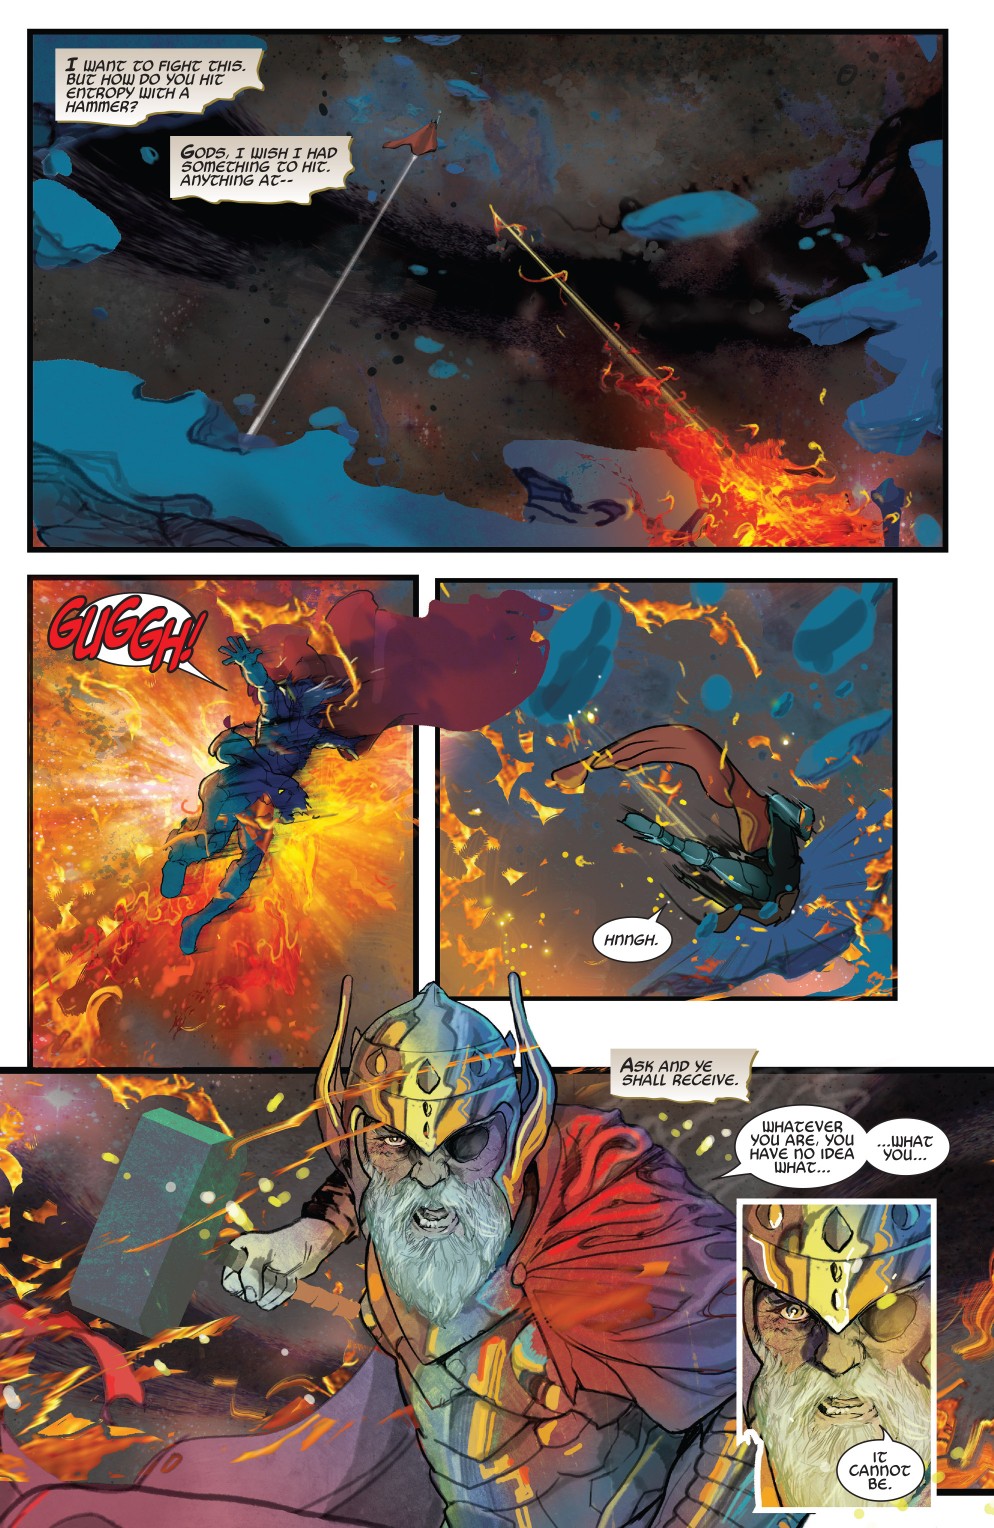 I WANT TO FIGHT THIS.
BUT HOW DO YOU HIT
ENTROPY WITH A
HAMMER?
GODS, I WISH I HAD
SOMETHING TO HIT.
ANYTHING AT--
GUGGH!
HNNGH.
ASK AND YE
SHALL RECEIVE.
WHATEVER
YOU ARE, YOU
HAVE NO IDEA
WHAT...
...WHAT
YOU...
IT
CANNOT
BE.